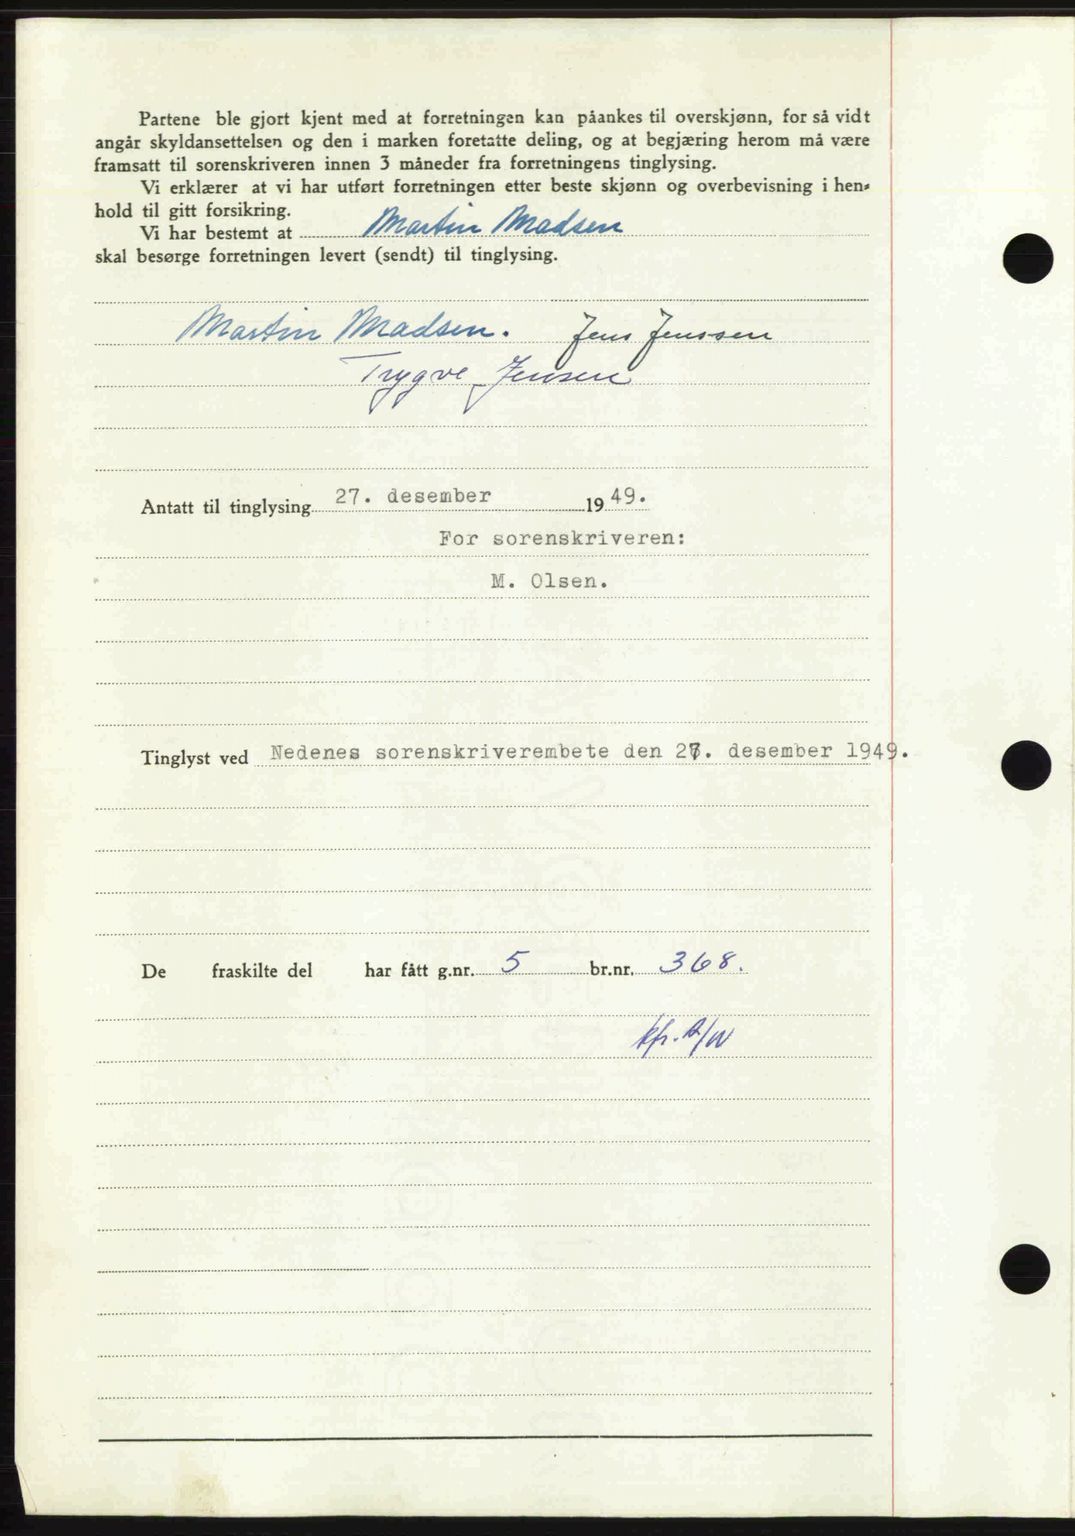 Partene ble gjort kjent med at forretningen kan påankes til overskjønn, for så vidt
angår skyldansettelsen og den i marken foretatte deling, og at begjæring herom må være
framsatt til sorenskriveren innen 3 måneder fra forretningens tinglysing.
Vi erklærer at vi har utført forretningen etter beste skjønn og overbevisning i hen-
hold til gitt forsikring.
Vi har bestemt at Martin Madsen
skal besørge forretningen levert (sendt) til tinglysing.
Martin Madsen. Jens Jenssen
Trygve Jensen
Antatt til tinglysing 27. desember 1949.
For sorenskriveren:
M. Olsen.
Tinglyst ved Nedenes sorenskriverembete den 27. desember 1949.
De fraskilte del har fått g.nr. 5 br.nr. 368.
kfr.